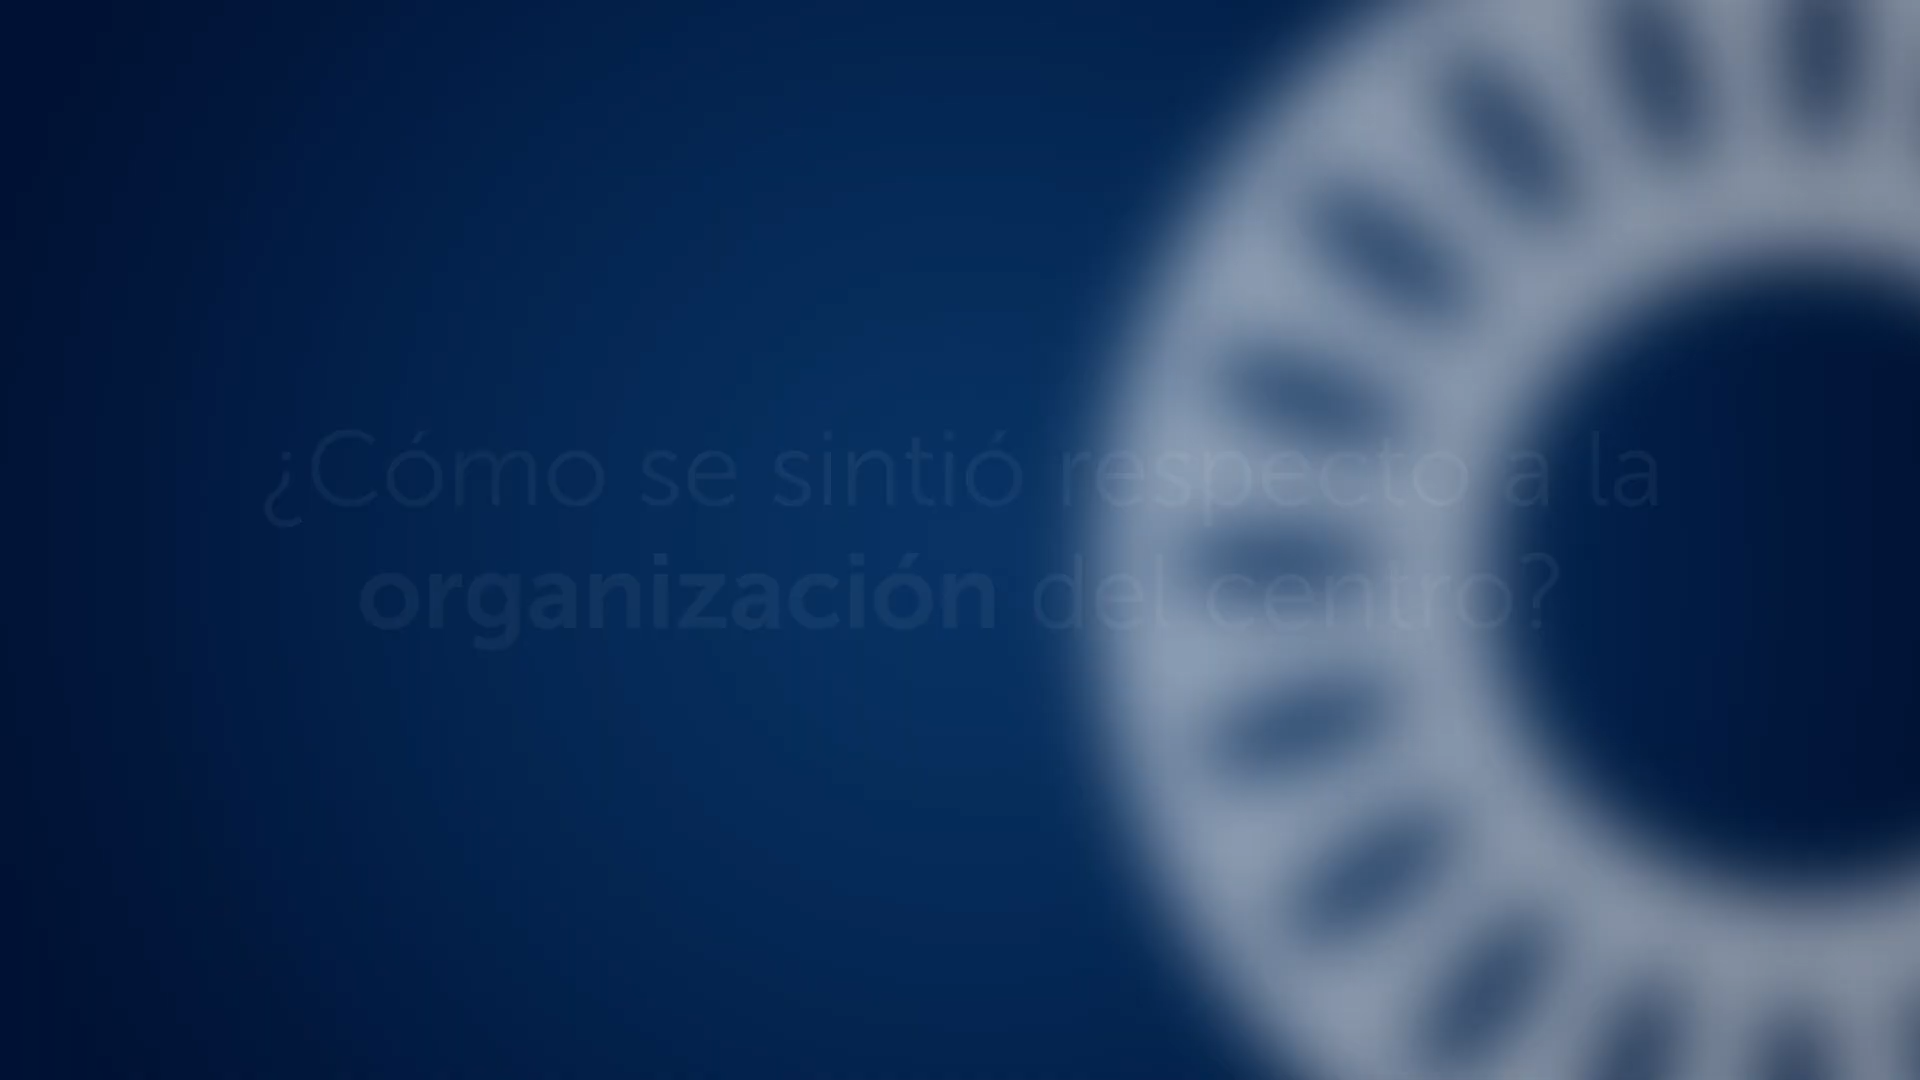 ¿Cómo se sintió respecto a la
organización del centro?